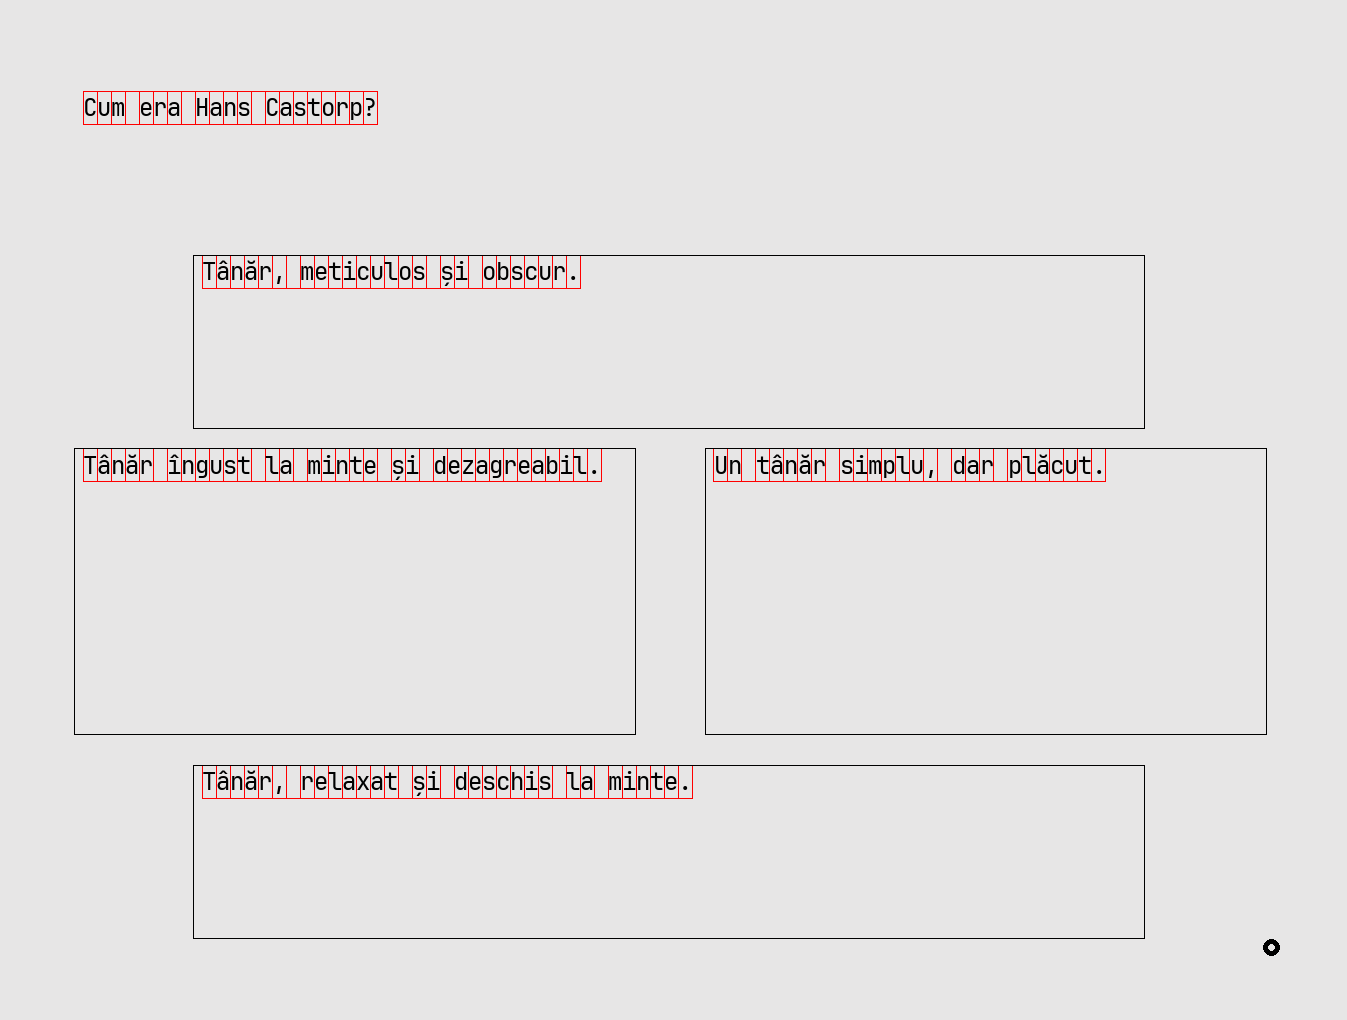 Cum era Hans Castorp?
Tânăr, meticulos și obscur.
Tânăr îngust la minte și dezagreabil.
Un tânăr simplu, dar plăcut.
Tânăr, relaxat și deschis la minte.